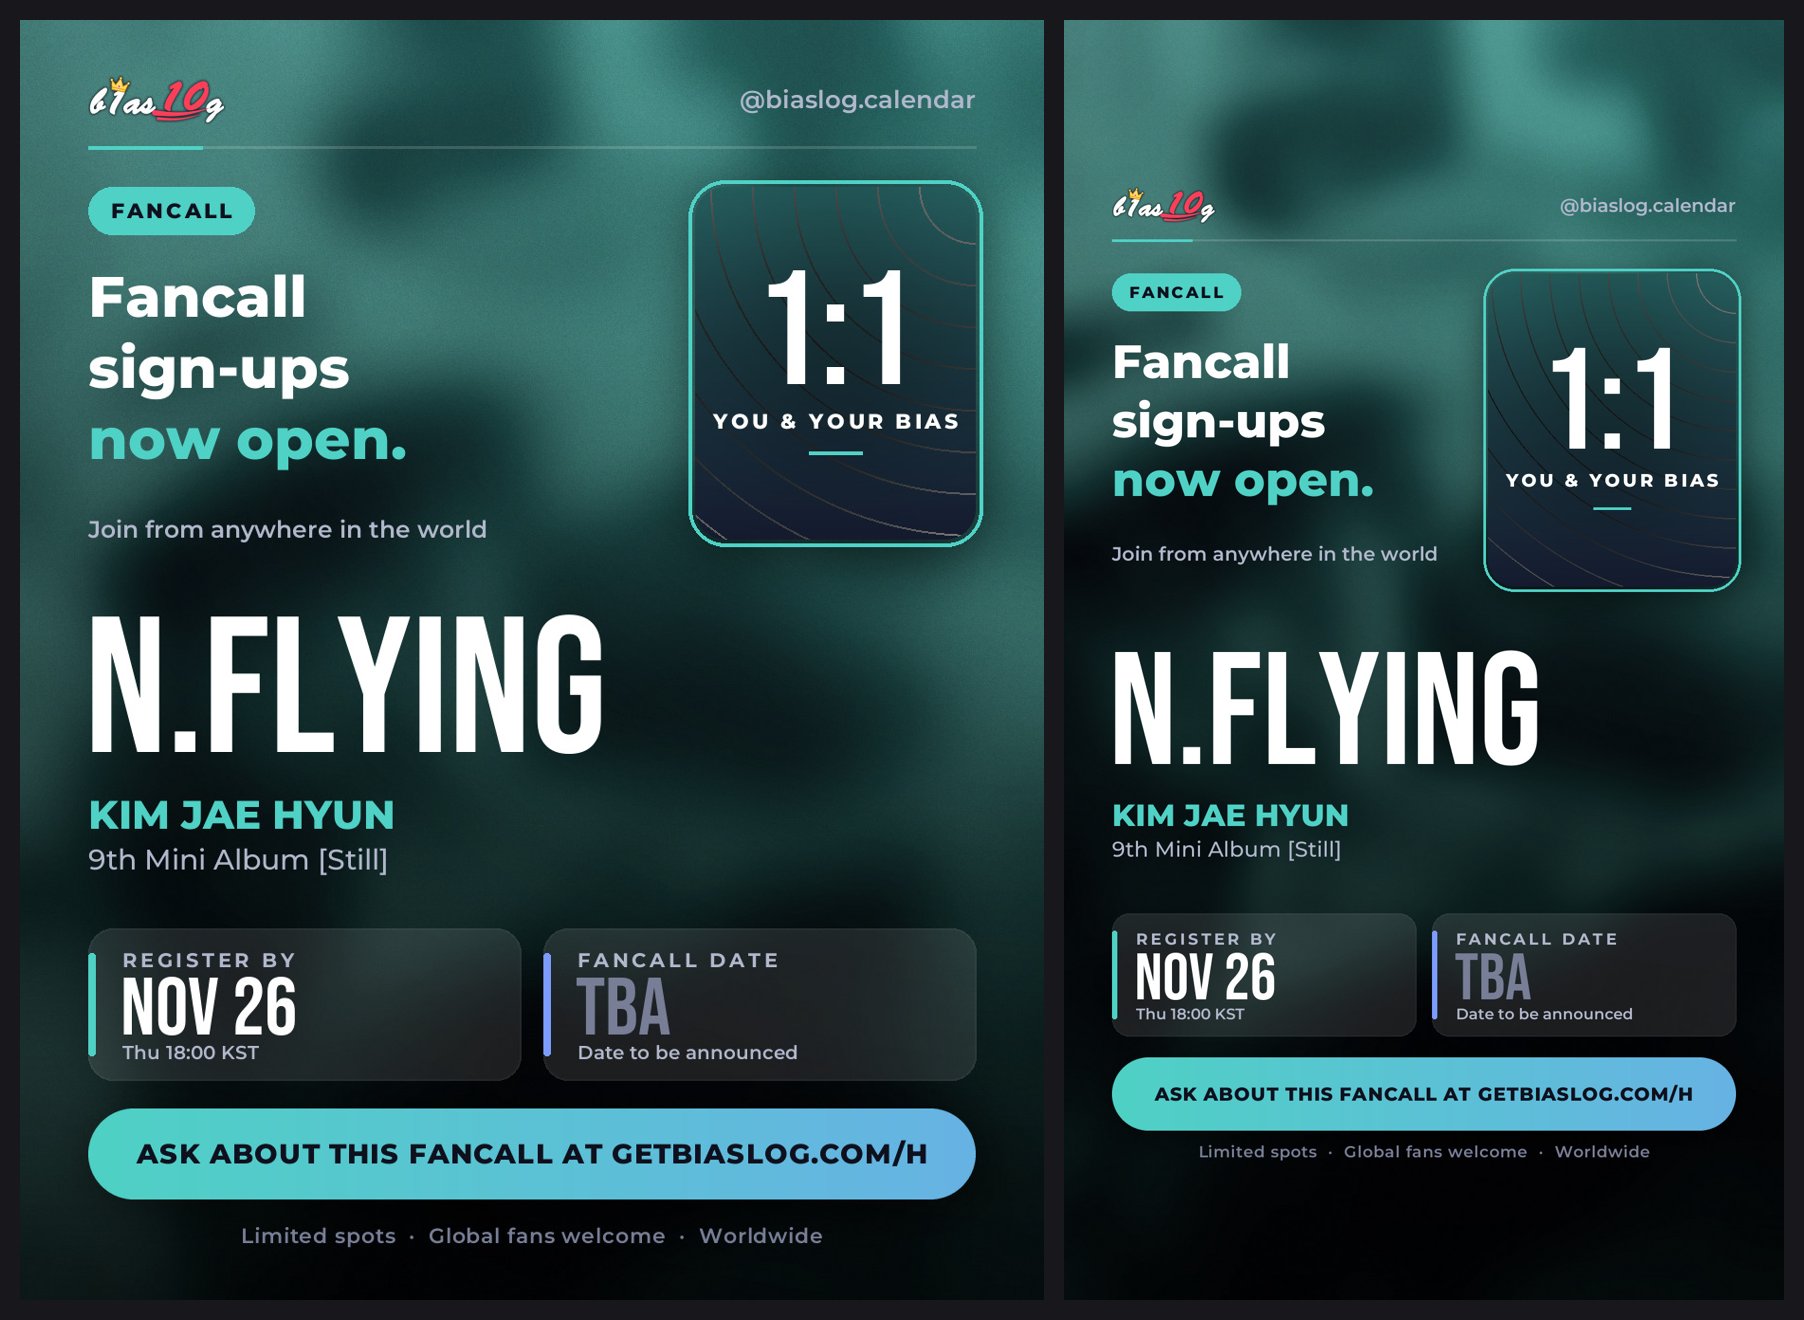 b1as10g
@biaslog.calendar
FANCALL
Fancall
sign-ups
now open.
Join from anywhere in the world
1:1
YOU & YOUR BIAS
N.FLYING
KIM JAE HYUN
9th Mini Album [Still]
REGISTER BY
NOV 26
Thu 18:00 KST
FANCALL DATE
TBA
Date to be announced
ASK ABOUT THIS FANCALL AT GETBIASLOG.COM/H
Limited spots · Global fans welcome · Worldwide
b1as10g
@biaslog.calendar
FANCALL
Fancall
sign-ups
now open.
Join from anywhere in the world
1:1
YOU & YOUR BIAS
N.FLYING
KIM JAE HYUN
9th Mini Album [Still]
REGISTER BY
NOV 26
Thu 18:00 KST
FANCALL DATE
TBA
Date to be announced
ASK ABOUT THIS FANCALL AT GETBIASLOG.COM/H
Limited spots · Global fans welcome · Worldwide